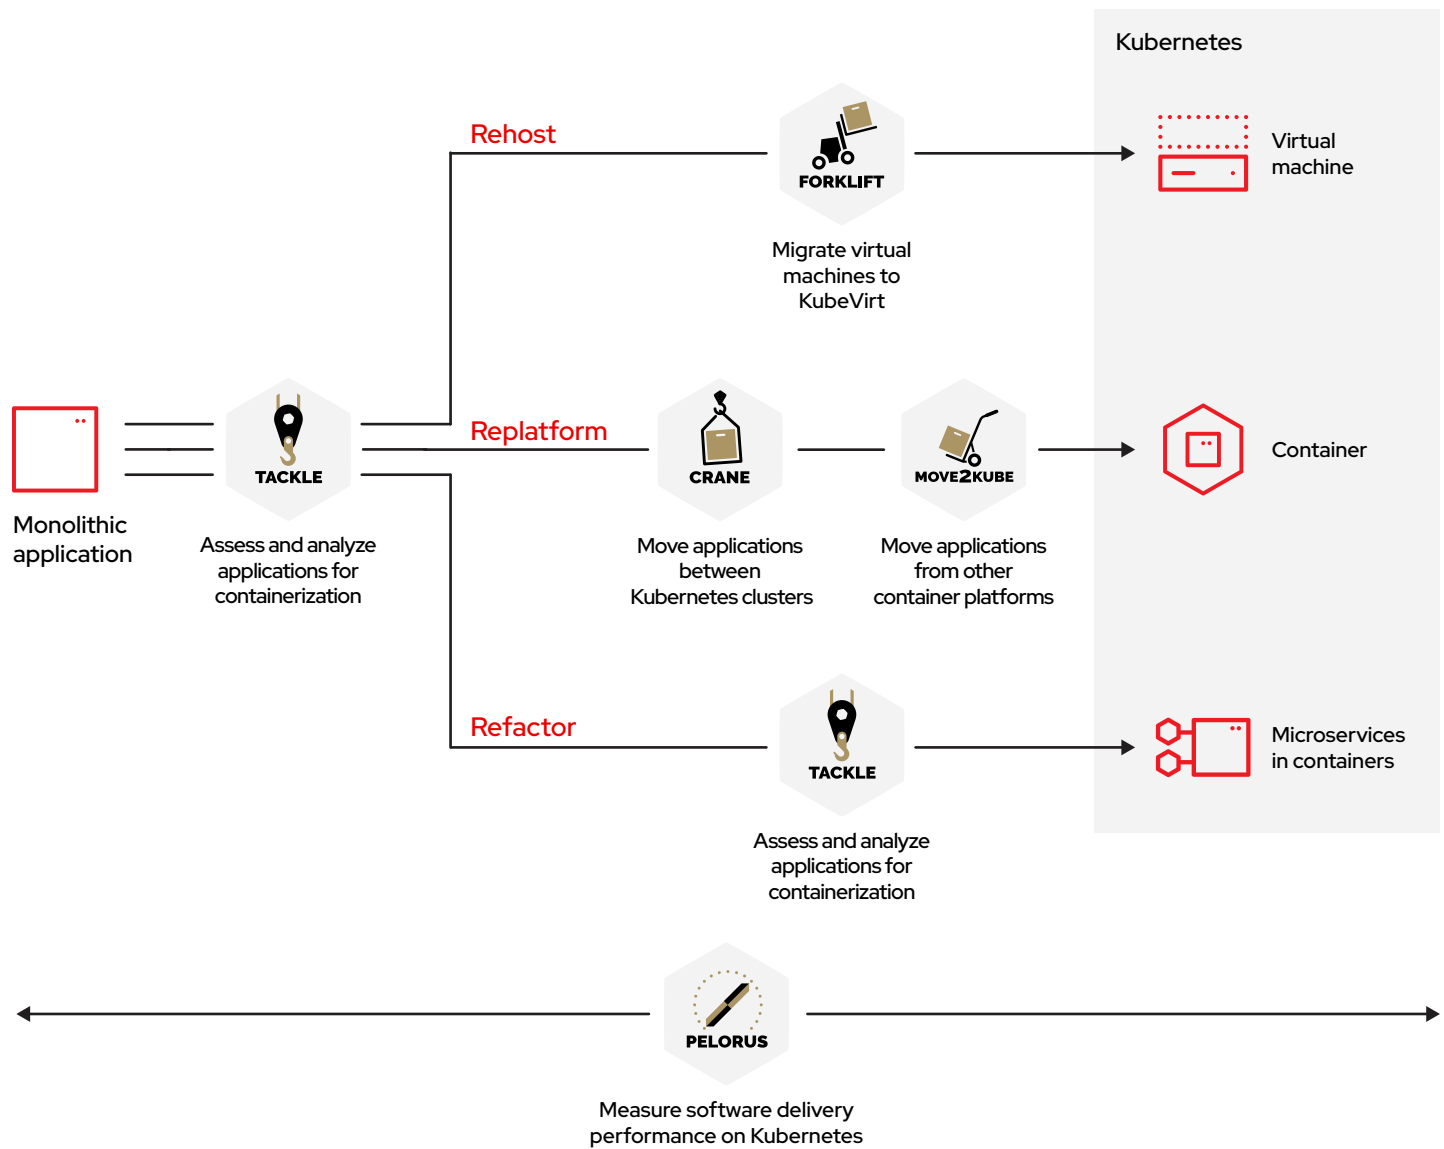 Kubernetes
Rehost
FORKLIFT
Migrate virtual
machines to
KubeVirt
Virtual
machine
Monolithic
application
TACKLE
Assess and analyze
applications for
containerization
Replatform
CRANE
Move applications
between
Kubernetes clusters
MOVE2KUBE
Move applications
from other
container platforms
Container
Refactor
TACKLE
Assess and analyze
applications for
containerization
Microservices
in containers
PELORUS
Measure software delivery
performance on Kubernetes